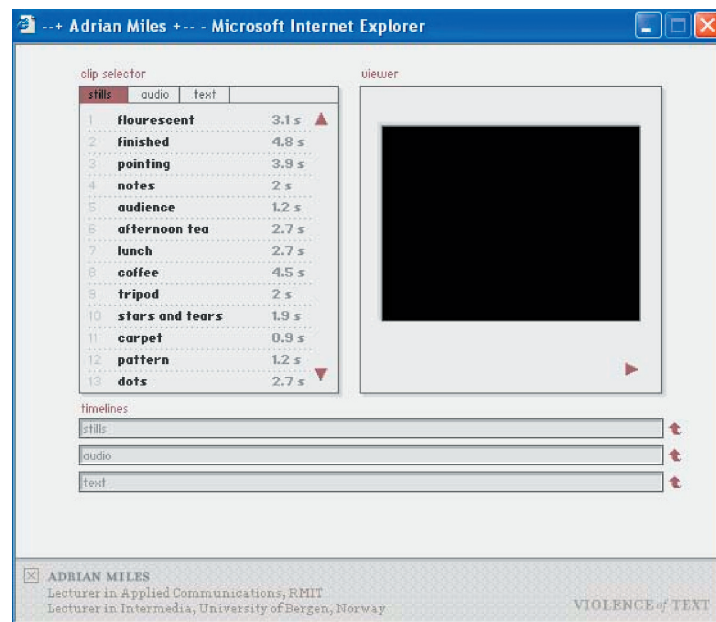 --+ Adrian Miles +-- - Microsoft Internet Explorer
clip selector
viewer
stills audio text
1 flourescent 3.1 s
2 finished 4.8 s
3 pointing 3.9 s
4 notes 2 s
5 audience 1.2 s
6 afternoon tea 2.7 s
7 lunch 2.7 s
8 coffee 4.5 s
9 tripod 2 s
10 stars and tears 1.9 s
11 carpet 0.9 s
12 pattern 1.2 s
13 dots 2.7 s
timelines
stills
audio
text
ADRIAN MILES
Lecturer in Applied Communications, RMIT
Lecturer in Intermedia, University of Bergen, Norway
VIOLENCE of TEXT